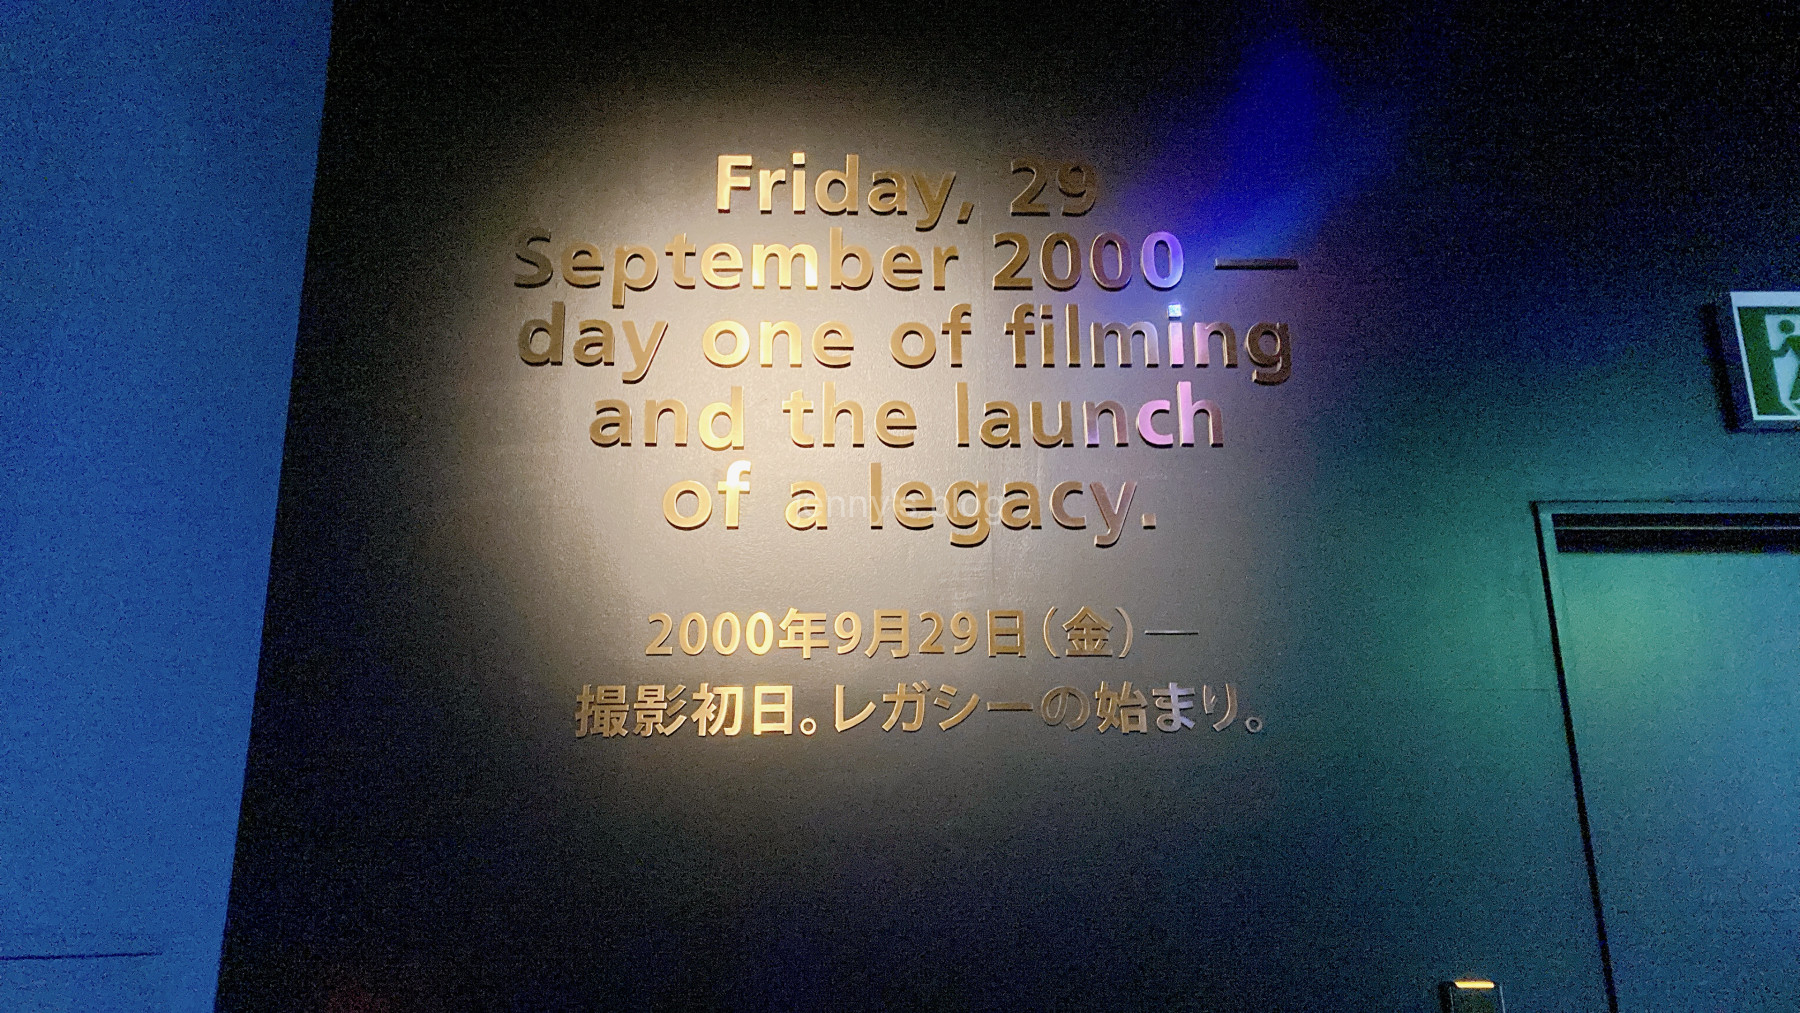 Friday, 29
September 2000 —
day one of filming
and the launch
of a legacy.
2000年9月29日（金）—
撮影初日。レガシーの始まり。